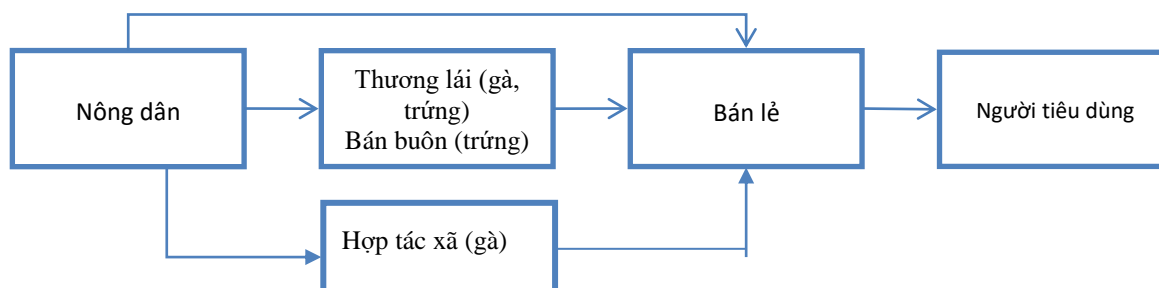 Nông dân
Thương lái (gà,
trứng)
Bán buôn (trứng)
Bán lẻ
Người tiêu dùng
Hợp tác xã (gà)